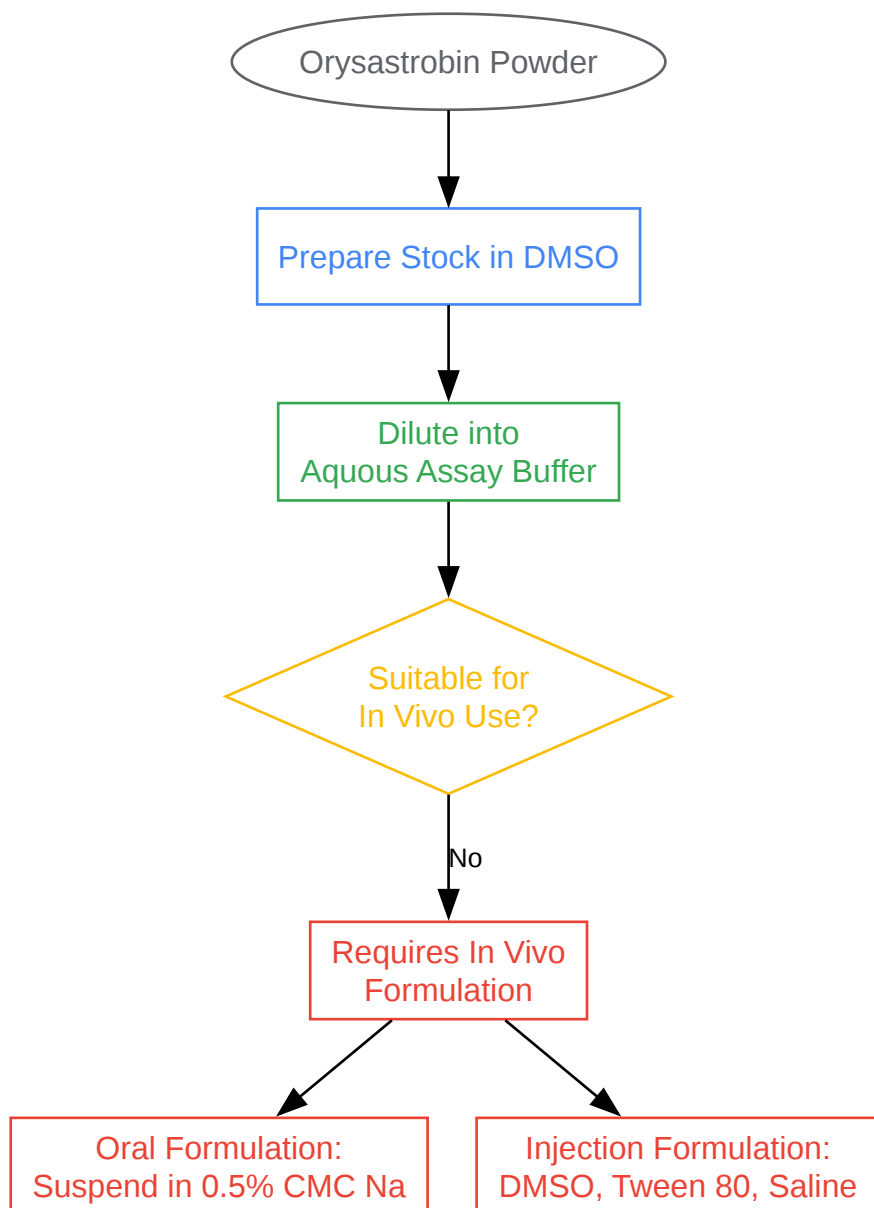 Orysastrobin Powder
Prepare Stock in DMSO
Dilute into
Aquous Assay Buffer
Suitable for
In Vivo Use?
No
Requires In Vivo
Formulation
Oral Formulation:
Suspend in 0.5% CMC Na
Injection Formulation:
DMSO, Tween 80, Saline